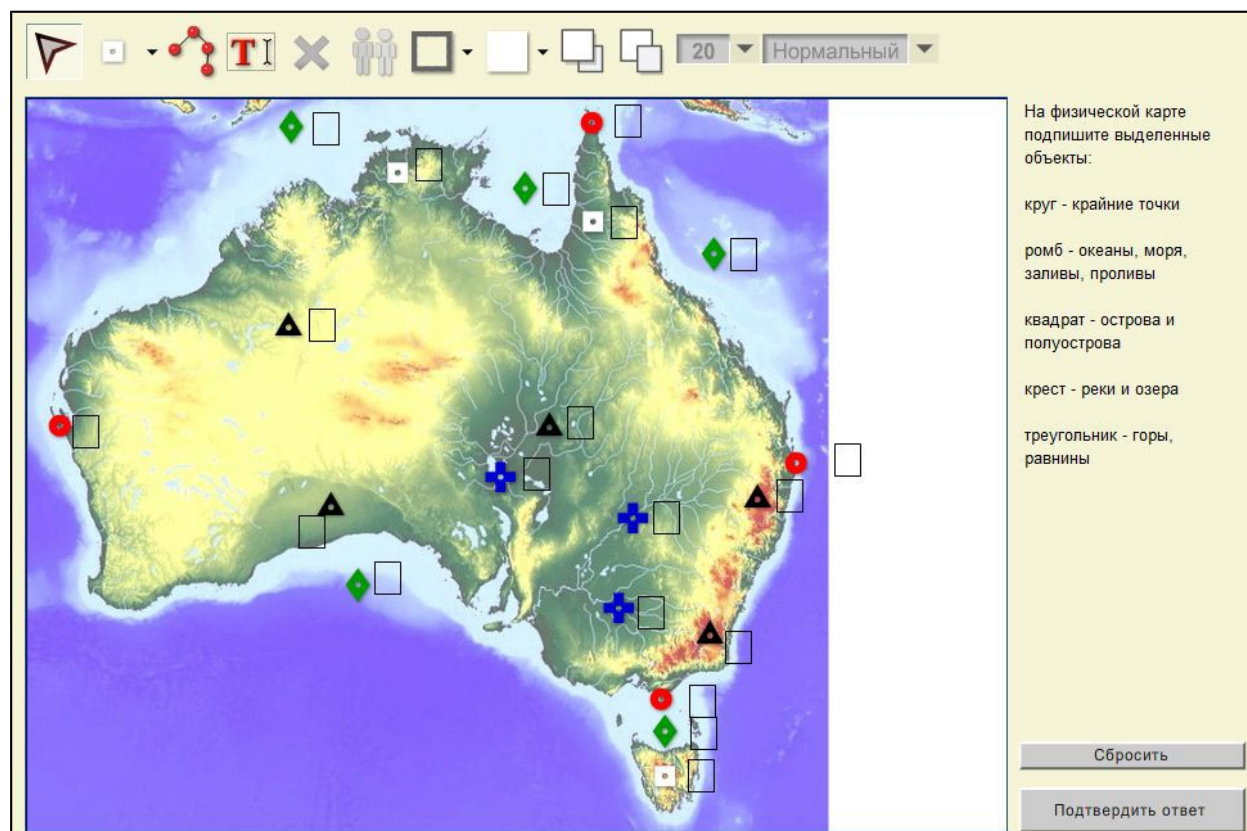 T
20
Нормальный
На физической карте
подпишите выделенные
объекты:
круг - крайние точки
ромб - океаны, моря,
заливы, проливы
квадрат - острова и
полуострова
крест - реки и озера
треугольник - горы,
равнины
Сбросить
Подтвердить ответ